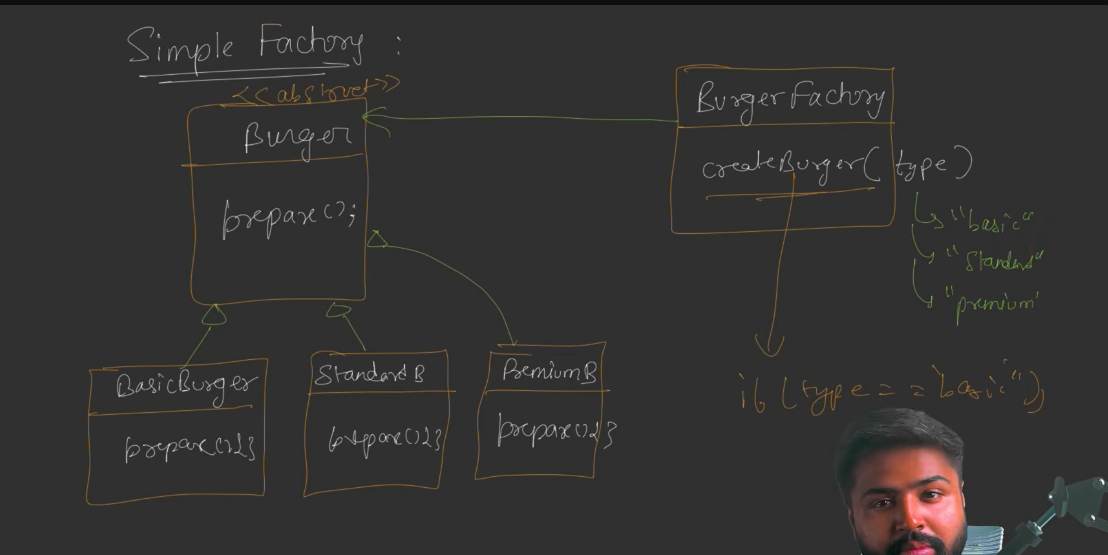 Simple Factory :
<<abstract>>
Burger
prepare();
BurgerFactory
createBurger( type)
"basic"
"Standard"
"premium"
BasicBurger
prepare(){}
StandardB
prepare(){}
PremiumB
prepare(){}
if (type == "basic");